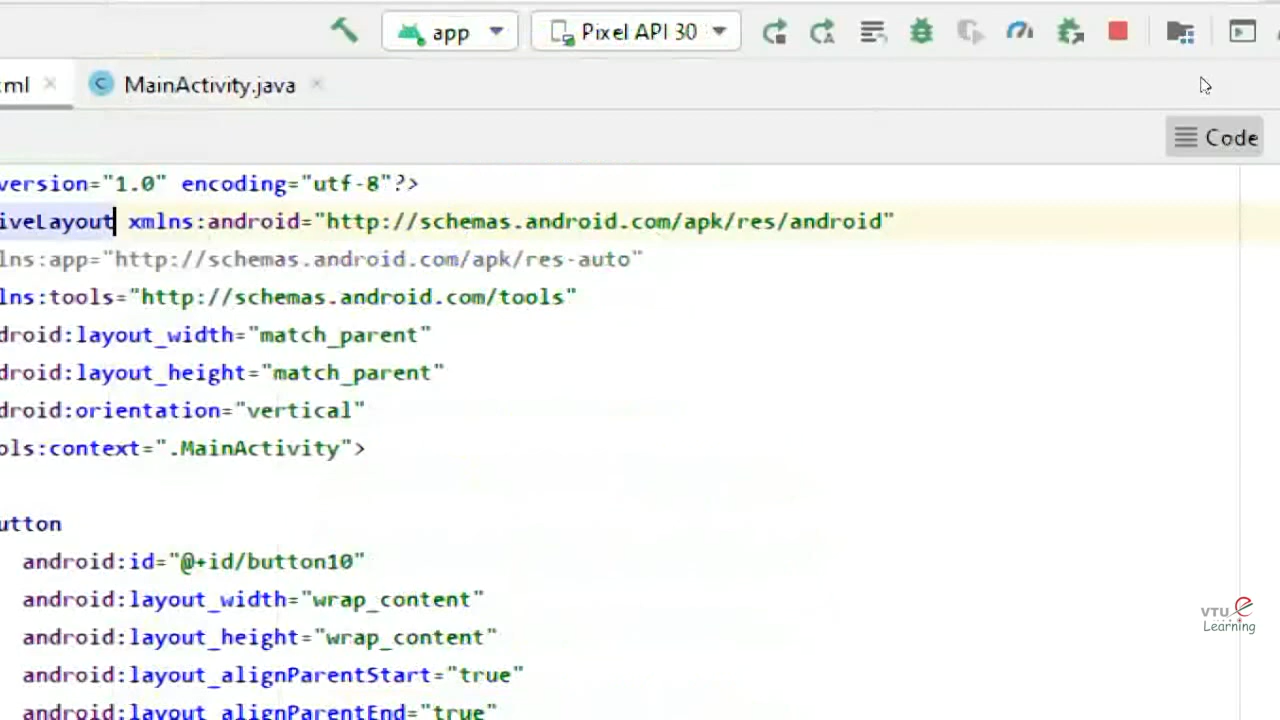 app Pixel API 30
ml MainActivity.java
Code
version="1.0" encoding="utf-8"?>
iveLayout xmlns:android="http://schemas.android.com/apk/res/android"
lns:app="http://schemas.android.com/apk/res-auto"
lns:tools="http://schemas.android.com/tools"
droid:layout_width="match_parent"
droid:layout_height="match_parent"
droid:orientation="vertical"
ols:context=".MainActivity">
utton
android:id="@+id/button10"
android:layout_width="wrap_content"
android:layout_height="wrap_content"
android:layout_alignParentStart="true"
android:layout_alignParentEnd="true"
VTU
Learning